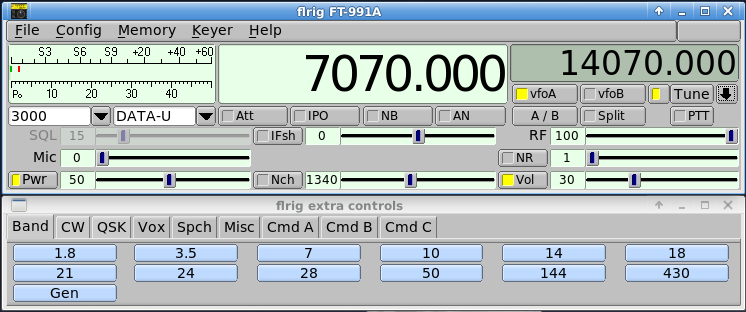 flrig FT-991A
File Config Memory Keyer Help
S3 S6 S9 +20 +40 +60
Po 10 20 30 40
7070.000
14070.000
vfoA vfoB Tune
3000 DATA-U Att IPO NB AN A / B Split PTT
SQL 15 IFsh 0 RF 100
Mic 0 NR 1
Pwr 50 Nch 1340 Vol 30
flrig extra controls
Band CW QSK Vox Spch Misc Cmd A Cmd B Cmd C
1.8 3.5 7 10 14 18
21 24 28 50 144 430
Gen